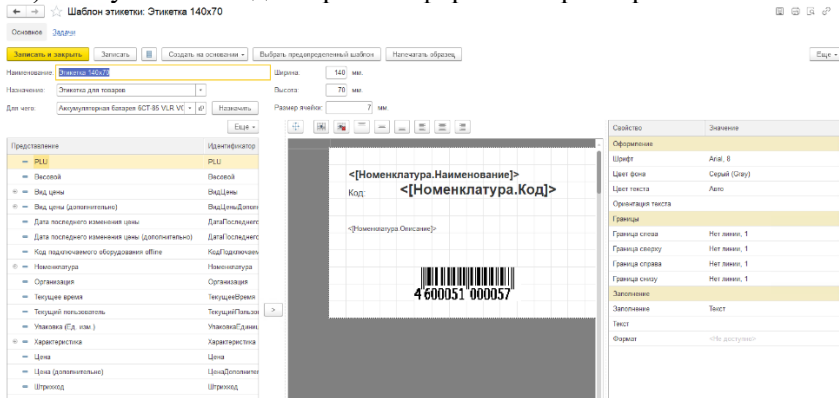 Шаблон этикетки: Этикетка 140x70
Основное Задачи
Записать и закрыть Записать Создать на основании Выбрать предопределенный шаблон Напечатать образец Еще
Наименование: Этикетка 140x70 Ширина: 140 мм.
Назначение: Этикетка для товаров Высота: 70 мм.
Для чего: Аккумуляторная батарея 6СТ-85 VLR VO Назначить Размер ячейки: 7 мм.
Еще
Представление Идентификатор
PLU PLU
Весовой Весовой
Вид цены ВидЦены
Вид цены (дополнительно) ВидЦеныДополн
Дата последнего изменения цены ДатаПоследнего
Дата последнего изменения цены (дополнительно) ДатаПоследнего
Код подключаемого оборудования offline КодПодключаем
Номенклатура Номенклатура
Организация Организация
Текущее время ТекущееВремя
Текущий пользователь ТекущийПользов
Упаковка (Ед. изм.) УпаковкаЕдиниц
Характеристика Характеристика
Цена Цена
Цена (дополнительно) ЦенаДополнител
Штрихкод Штрихкод
<[Номенклатура.Наименование]>
Код: <[Номенклатура.Код]>
<[Номенклатура.Описание]>
4 600051 000057
Свойство Значение
Оформление
Шрифт Arial, 8
Цвет фона Серый (Gray)
Цвет текста Авто
Ориентация текста
Границы
Граница слева Нет линии, 1
Граница сверху Нет линии, 1
Граница справа Нет линии, 1
Граница снизу Нет линии, 1
Заполнение
Заполнение Текст
Текст
Формат <Не доступно>